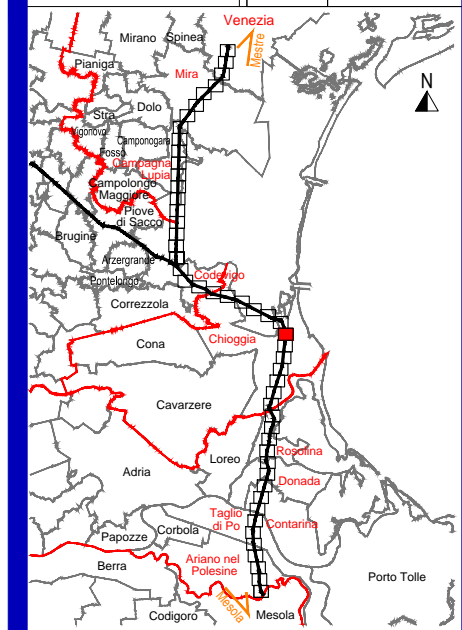 Venezia
Mirano
Spinea
Mestre
Pianiga
Mira
N
Dolo
Stra
Vigonovo
Camponogara
Fosso
Campagna
Lupia
Campolongo
Maggiore
Piove
di Sacco
Brugine
Arzergrande
Codevigo
Pontelongo
Correzzola
Chioggia
Cona
Cavarzere
Rosolina
Loreo
Adria
Donada
Taglio
di Po
Contarina
Corbola
Papozze
Ariano nel
Polesine
Berra
Porto Tolle
Mesola
Mesola
Codigoro